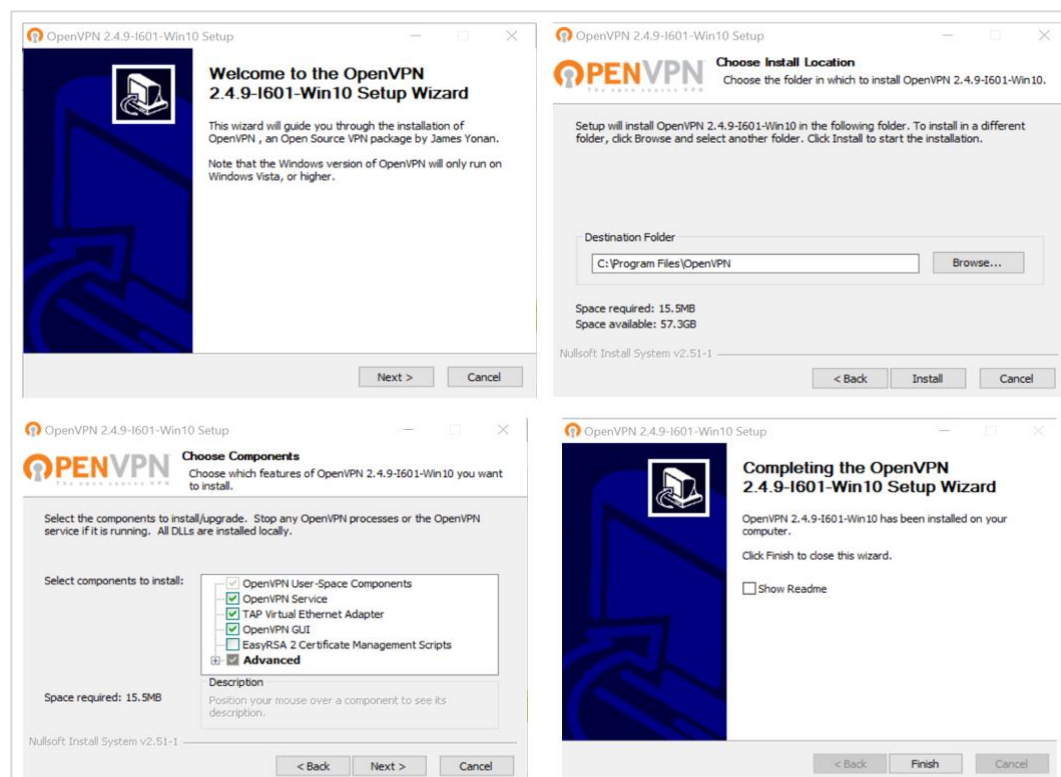 OpenVPN 2.4.9-I601-Win10 Setup
Welcome to the OpenVPN
2.4.9-I601-Win10 Setup Wizard
This wizard will guide you through the installation of
OpenVPN , an Open Source VPN package by James Yonan.
Note that the Windows version of OpenVPN will only run on
Windows Vista, or higher.
Next >
Cancel
OpenVPN 2.4.9-I601-Win10 Setup
OPENVPN
The open source VPN
Choose Install Location
Choose the folder in which to install OpenVPN 2.4.9-I601-Win10.
Setup will install OpenVPN 2.4.9-I601-Win10 in the following folder. To install in a different
folder, click Browse and select another folder. Click Install to start the installation.
Destination Folder
C:\Program Files\OpenVPN
Browse...
Space required: 15.5MB
Space available: 57.3GB
Nullsoft Install System v2.51-1
< Back
Install
Cancel
OpenVPN 2.4.9-I601-Win10 Setup
OPENVPN
The open source VPN
Choose Components
Choose which features of OpenVPN 2.4.9-I601-Win10 you want
to install.
Select the components to install/upgrade. Stop any OpenVPN processes or the OpenVPN
service if it is running. All DLLs are installed locally.
Select components to install:
OpenVPN User-Space Components
OpenVPN Service
TAP Virtual Ethernet Adapter
OpenVPN GUI
EasyRSA 2 Certificate Management Scripts
Advanced
Space required: 15.5MB
Description
Position your mouse over a component to see its
description.
Nullsoft Install System v2.51-1
< Back
Next >
Cancel
OpenVPN 2.4.9-I601-Win10 Setup
Completing the OpenVPN
2.4.9-I601-Win10 Setup Wizard
OpenVPN 2.4.9-I601-Win10 has been installed on your
computer.
Click Finish to close this wizard.
Show Readme
< Back
Finish
Cancel